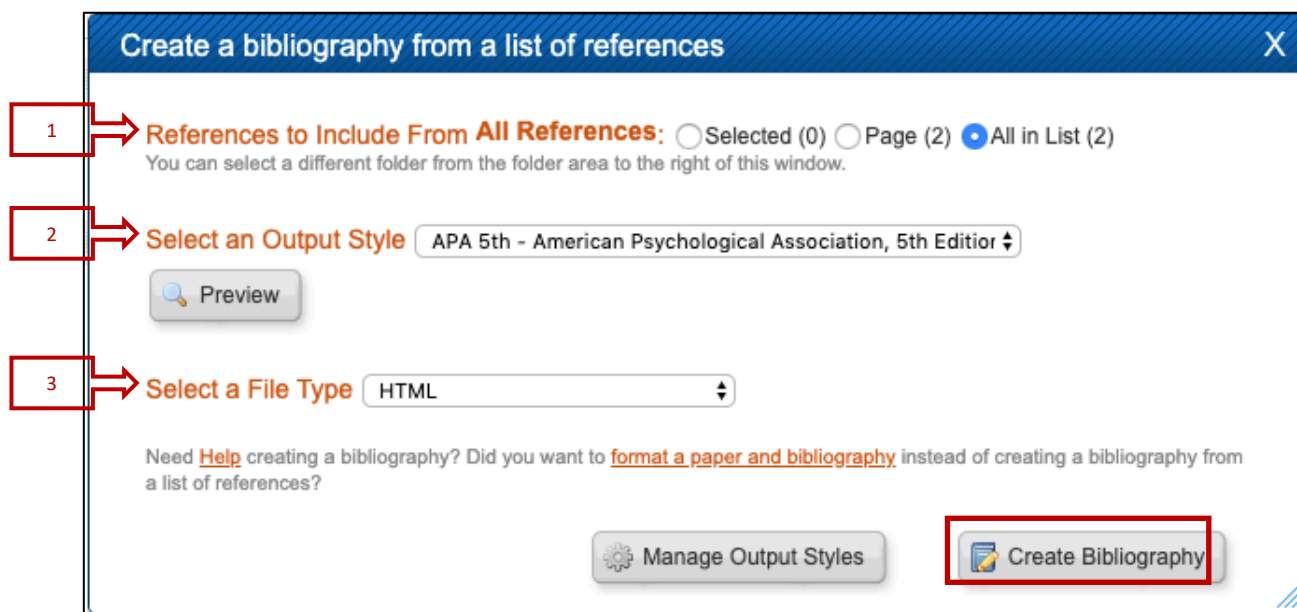 Create a bibliography from a list of references X
1
References to Include From All References: Selected (0) Page (2) All in List (2)
You can select a different folder from the folder area to the right of this window.
2
Select an Output Style APA 5th - American Psychological Association, 5th Edition
Preview
3
Select a File Type HTML
Need Help creating a bibliography? Did you want to format a paper and bibliography instead of creating a bibliography from
a list of references?
Manage Output Styles Create Bibliography